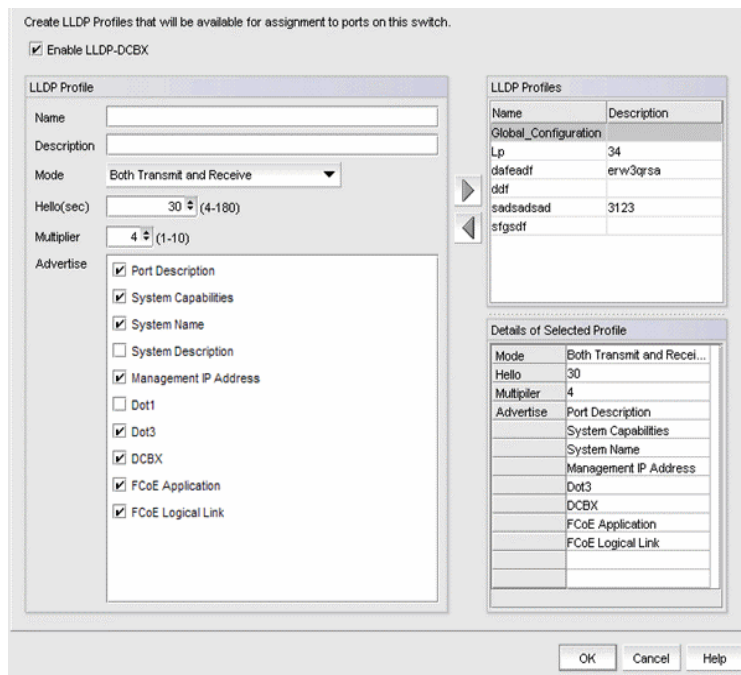 Create LLDP Profiles that will be available for assignment to ports on this switch.
Enable LLDP-DCBX
LLDP Profile
Name
Description
Mode Both Transmit and Receive
Hello(sec) 30 (4-180)
Multiplier 4 (1-10)
Advertise
Port Description
System Capabilities
System Name
System Description
Management IP Address
Dot1
Dot3
DCBX
FCoE Application
FCoE Logical Link
LLDP Profiles
Name Description
Global_Configuration
Lp 34
dafeadf erw3qrsa
ddf
sadsadsad 3123
sfgsdf
Details of Selected Profile
Mode Both Transmit and Recei...
Hello 30
Multipiler 4
Advertise Port Description
System Capabilities
System Name
Management IP Address
Dot3
DCBX
FCoE Application
FCoE Logical Link
OK Cancel Help